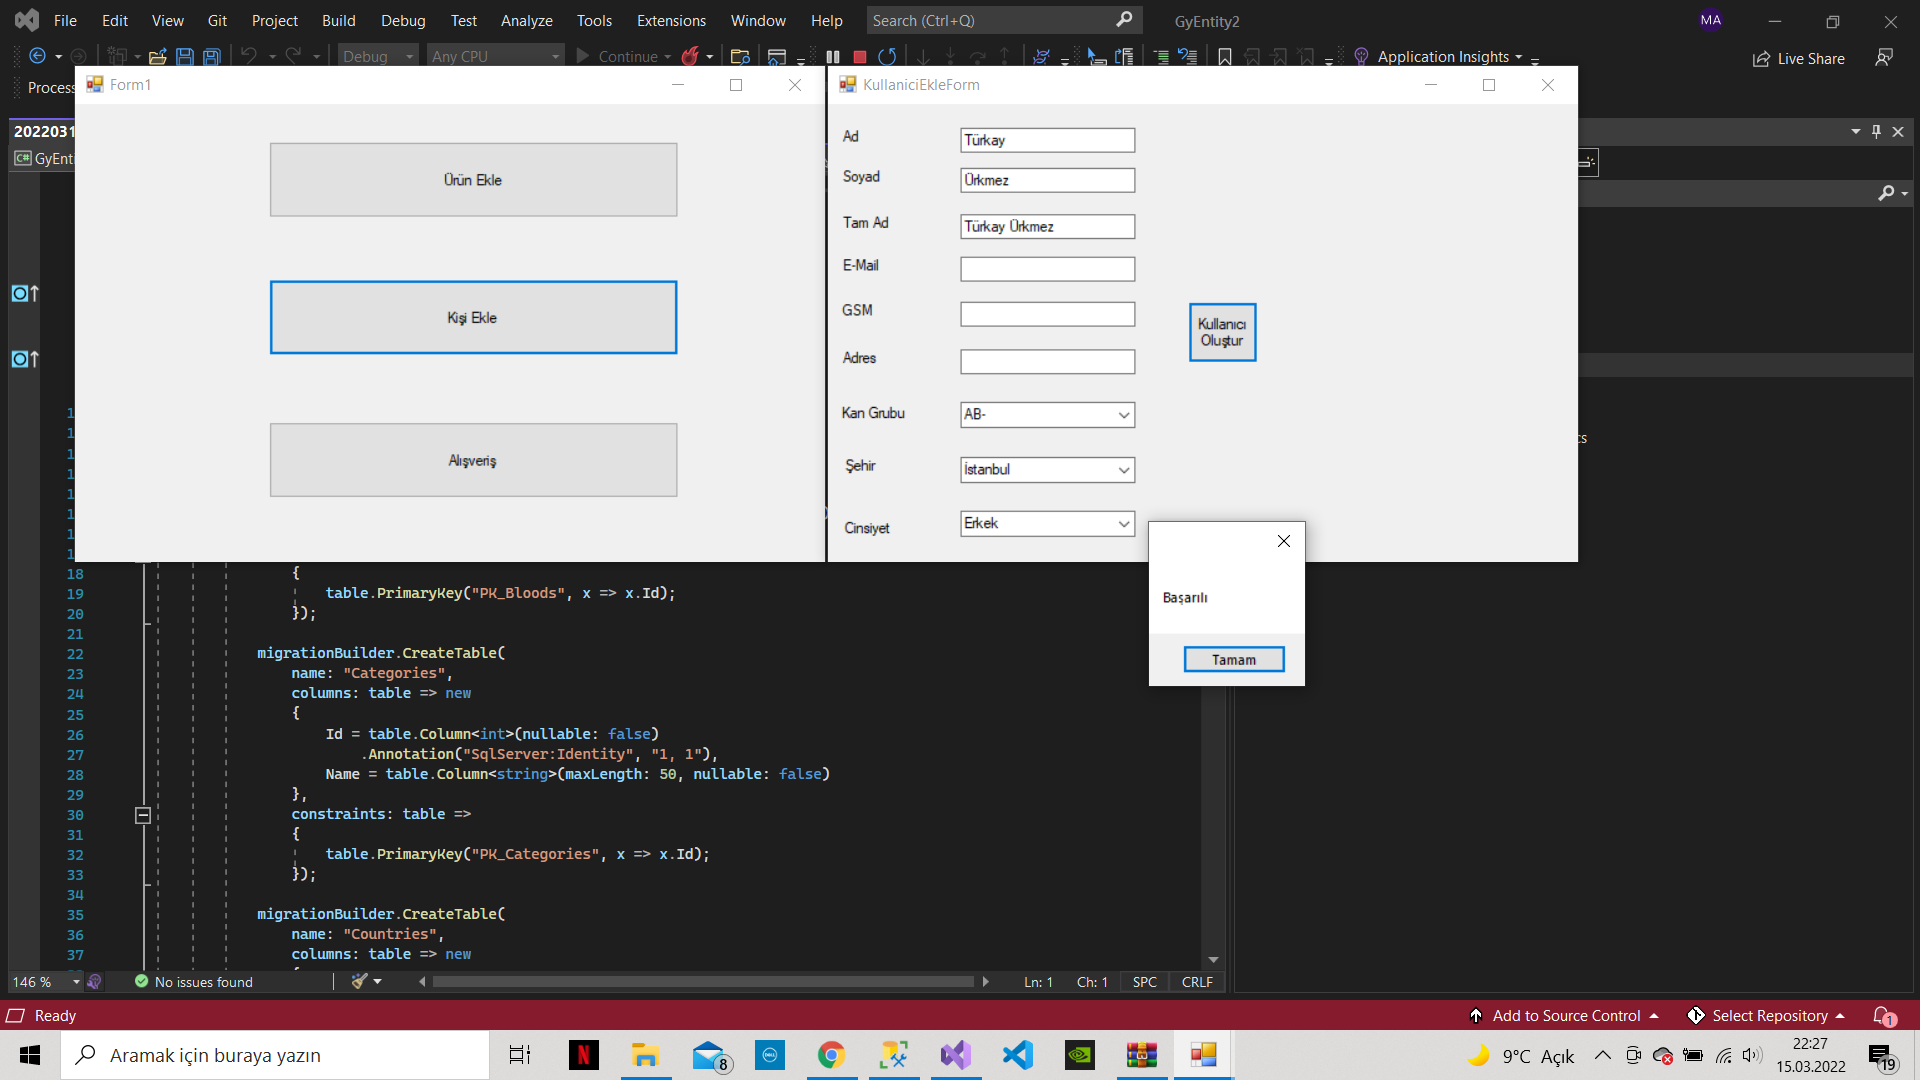 File Edit View Git Project Build Debug Test Analyze Tools Extensions Window Help Search (Ctrl+Q) GyEntity2 MA
Debug Any CPU Continue Application Insights Live Share
Process
202203
GyEnt
Form1
Ürün Ekle
Kişi Ekle
Alışveriş
KullaniciEkleForm
Ad Türkay
Soyad Ürkmez
Tam Ad Türkay Ürkmez
E-Mail
GSM
Adres
Kan Grubu AB-
Şehir İstanbul
Cinsiyet Erkek
Kullanıcı
Oluştur
Başarılı
Tamam
cs
18 {
19 table.PrimaryKey("PK_Bloods", x => x.Id);
20 });
21
22 migrationBuilder.CreateTable(
23 name: "Categories",
24 columns: table => new
25 {
26 Id = table.Column<int>(nullable: false)
27 .Annotation("SqlServer:Identity", "1, 1"),
28 Name = table.Column<string>(maxLength: 50, nullable: false)
29 },
30 constraints: table =>
31 {
32 table.PrimaryKey("PK_Categories", x => x.Id);
33 });
34
35 migrationBuilder.CreateTable(
36 name: "Countries",
37 columns: table => new
146 % No issues found Ln: 1 Ch: 1 SPC CRLF
Ready Add to Source Control Select Repository 1
Aramak için buraya yazın 8 DELL 9°C Açık 22:27
15.03.2022 19